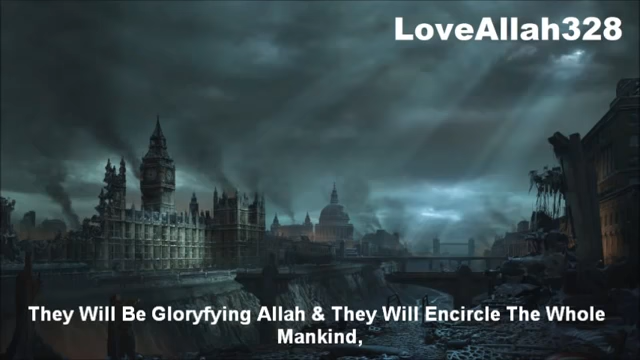 LoveAllah328
They Will Be Gloryfying Allah & They Will Encircle The Whole
Mankind,